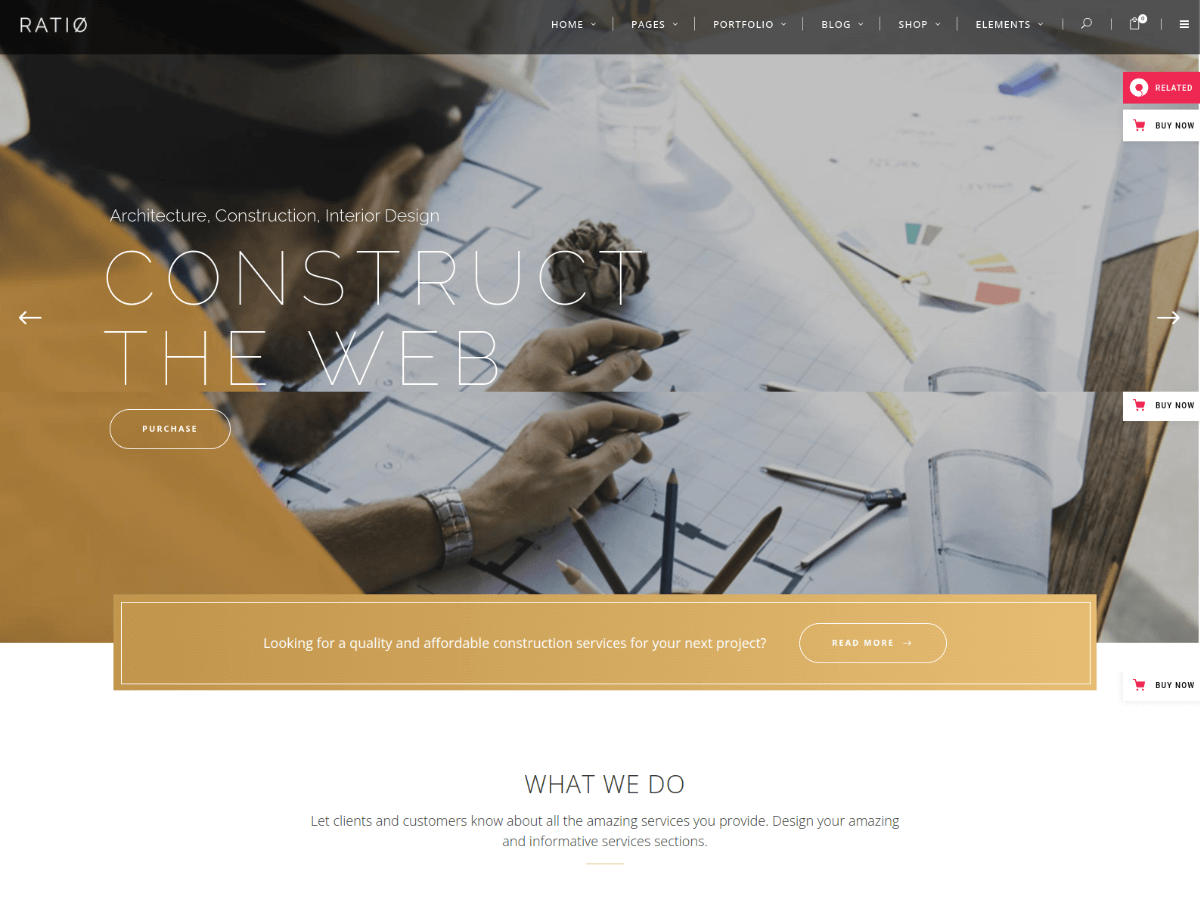 RATIØ
HOME PAGES PORTFOLIO BLOG SHOP ELEMENTS 0
RELATED
BUY NOW
Architecture, Construction, Interior Design
CONSTRUCT
THE WEB
BUY NOW
PURCHASE
Looking for a quality and affordable construction services for your next project? READ MORE →
BUY NOW
WHAT WE DO
Let clients and customers know about all the amazing services you provide. Design your amazing
and informative services sections.